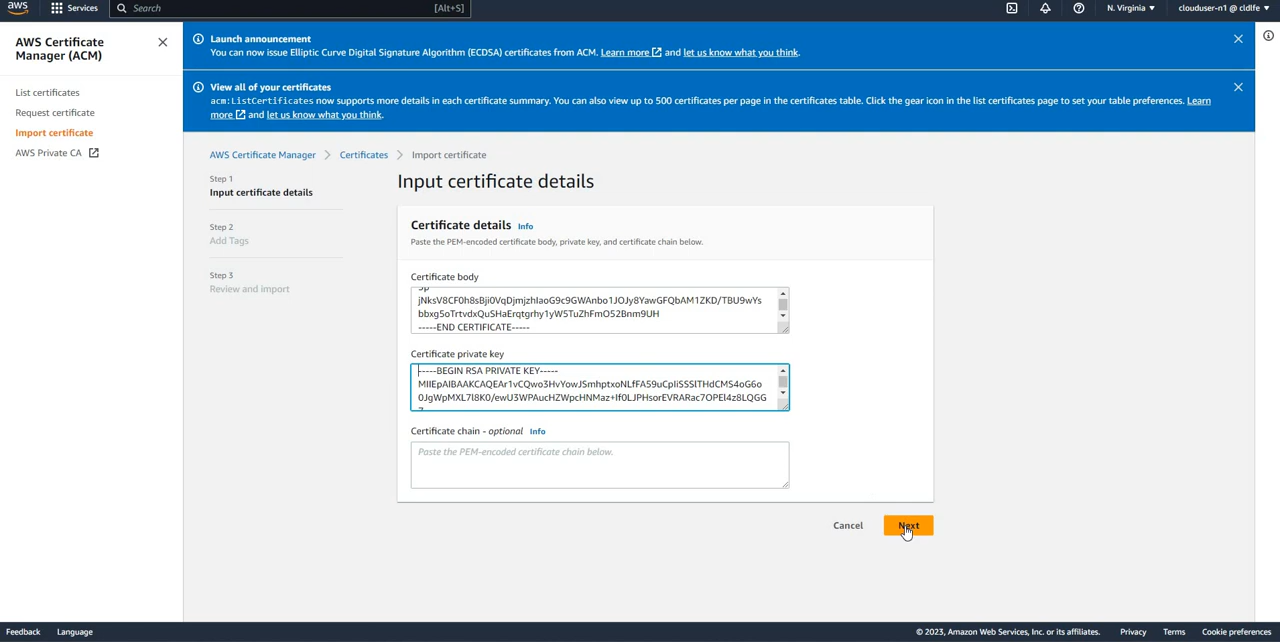 aws
Services
Search
[Alt+S]
N. Virginia
clouduser-n1 @ cldlfe
AWS Certificate
Manager (ACM)
List certificates
Request certificate
Import certificate
AWS Private CA
Launch announcement
You can now issue Elliptic Curve Digital Signature Algorithm (ECDSA) certificates from ACM. Learn more and let us know what you think.
View all of your certificates
acm:ListCertificates now supports more details in each certificate summary. You can also view up to 500 certificates per page in the certificates table. Click the gear icon in the list certificates page to set your table preferences. Learn
more and let us know what you think.
AWS Certificate Manager
Certificates
Import certificate
Step 1
Input certificate details
Step 2
Add Tags
Step 3
Review and import
Input certificate details
Certificate details Info
Paste the PEM-encoded certificate body, private key, and certificate chain below.
Certificate body
jNksV8CF0h8sBji0VqDjmjzhlaoG9c9GWAnbo1JOJy8YawGFQbAM1ZKD/TBU9wYs
bbxg5oTrtvdxQuSHaErqtgrhy1yW5TuZhFmO52Bnm9UH
-----END CERTIFICATE-----
Certificate private key
-----BEGIN RSA PRIVATE KEY-----
MIIEpAIBAAKCAQEAr1vCQwo3HvYowJSmhptxoNLfFA59uCpIiSSSlTHdCMS4oG6o
0JgWpMXL7l8K0/ewU3WPAucHZWpcHNMaz+If0LJPHsorEVRARac7OPEl4z8LQGG
Certificate chain - optional Info
Paste the PEM-encoded certificate chain below.
Cancel
Next
Feedback
Language
© 2023, Amazon Web Services, Inc. or its affiliates.
Privacy
Terms
Cookie preferences